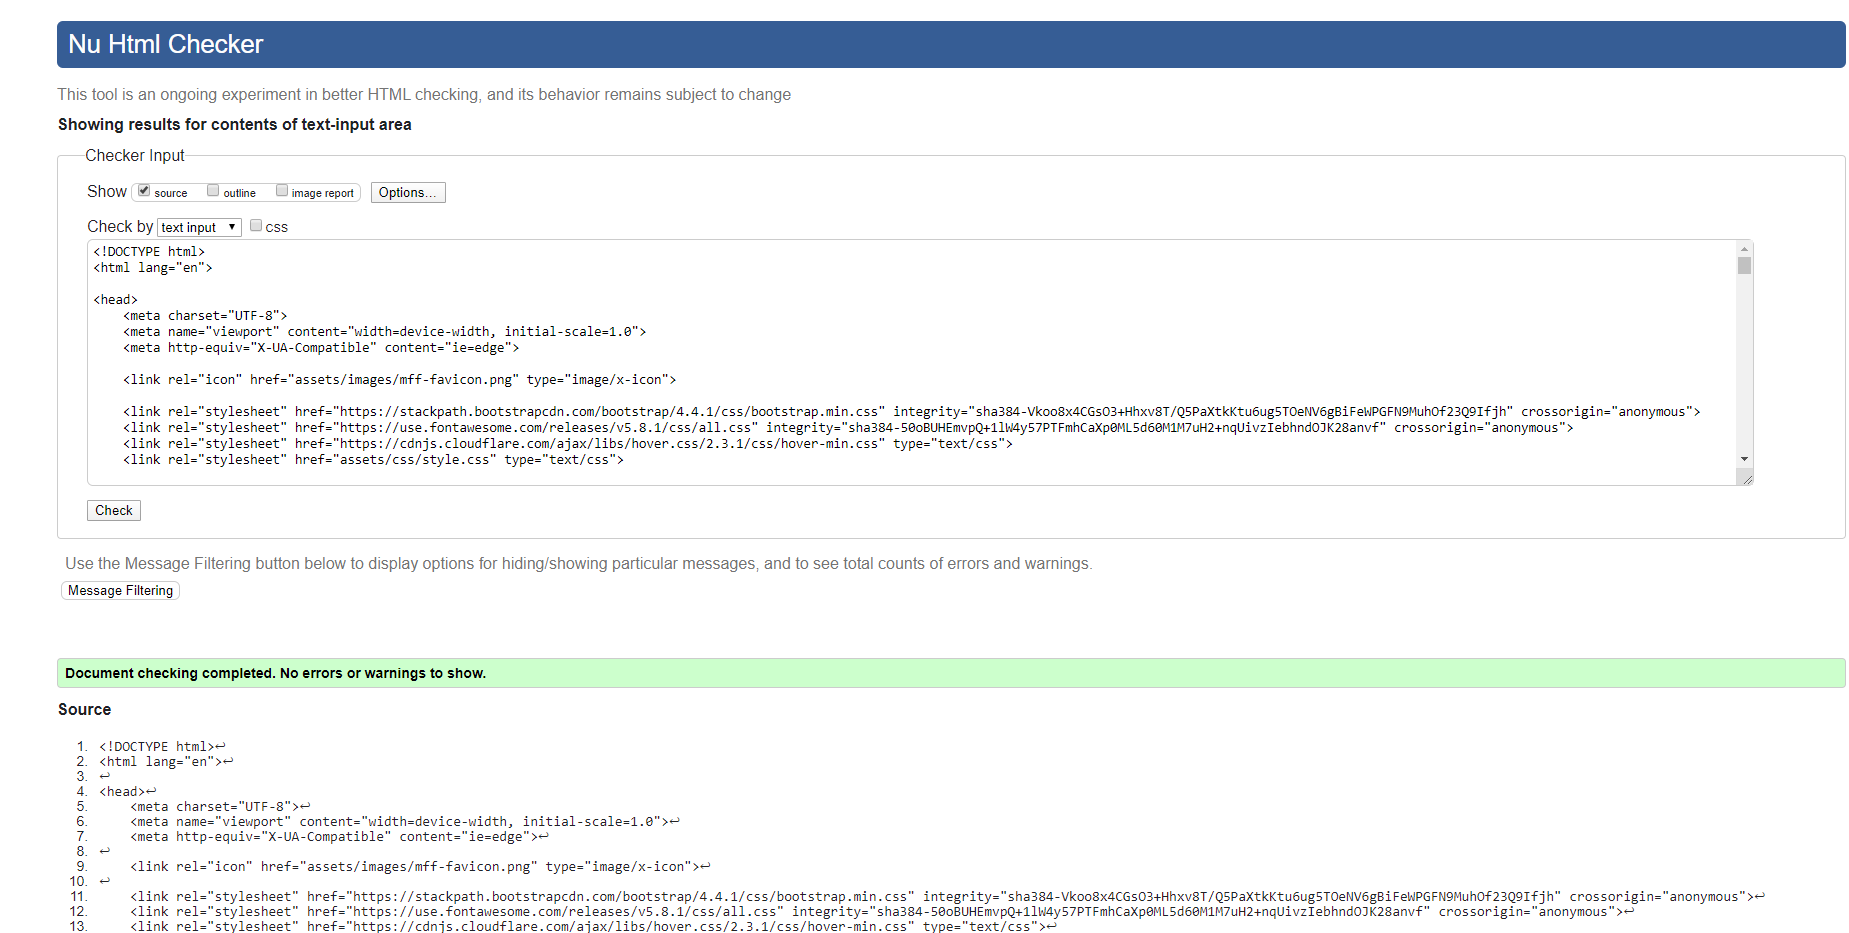 Nu Html Checker
This tool is an ongoing experiment in better HTML checking, and its behavior remains subject to change
Showing results for contents of text-input area
Checker Input
Show source outline image report Options...
Check by text input css
<!DOCTYPE html>
<html lang="en">
<head>
<meta charset="UTF-8">
<meta name="viewport" content="width=device-width, initial-scale=1.0">
<meta http-equiv="X-UA-Compatible" content="ie=edge">
<link rel="icon" href="assets/images/mff-favicon.png" type="image/x-icon">
<link rel="stylesheet" href="https://stackpath.bootstrapcdn.com/bootstrap/4.4.1/css/bootstrap.min.css" integrity="sha384-Vkoo8x4CGsO3+Hhxv8T/Q5PaXtkKtu6ug5TOeNV6gBiFeWPGFN9MuhOf23Q9Ifjh" crossorigin="anonymous">
<link rel="stylesheet" href="https://use.fontawesome.com/releases/v5.8.1/css/all.css" integrity="sha384-50oBUHEmvpQ+1lW4y57PTFmhCaXp0ML5d60M1M7uH2+nqUivzIebhndOJK28anvf" crossorigin="anonymous">
<link rel="stylesheet" href="https://cdnjs.cloudflare.com/ajax/libs/hover.css/2.3.1/css/hover-min.css" type="text/css">
<link rel="stylesheet" href="assets/css/style.css" type="text/css">
Check
Use the Message Filtering button below to display options for hiding/showing particular messages, and to see total counts of errors and warnings.
Message Filtering
Document checking completed. No errors or warnings to show.
Source
1. <!DOCTYPE html>↩
2. <html lang="en">↩
3. ↩
4. <head>↩
5. <meta charset="UTF-8">↩
6. <meta name="viewport" content="width=device-width, initial-scale=1.0">↩
7. <meta http-equiv="X-UA-Compatible" content="ie=edge">↩
8. ↩
9. <link rel="icon" href="assets/images/mff-favicon.png" type="image/x-icon">↩
10. ↩
11. <link rel="stylesheet" href="https://stackpath.bootstrapcdn.com/bootstrap/4.4.1/css/bootstrap.min.css" integrity="sha384-Vkoo8x4CGsO3+Hhxv8T/Q5PaXtkKtu6ug5TOeNV6gBiFeWPGFN9MuhOf23Q9Ifjh" crossorigin="anonymous">↩
12. <link rel="stylesheet" href="https://use.fontawesome.com/releases/v5.8.1/css/all.css" integrity="sha384-50oBUHEmvpQ+1lW4y57PTFmhCaXp0ML5d60M1M7uH2+nqUivzIebhndOJK28anvf" crossorigin="anonymous">↩
13. <link rel="stylesheet" href="https://cdnjs.cloudflare.com/ajax/libs/hover.css/2.3.1/css/hover-min.css" type="text/css">↩